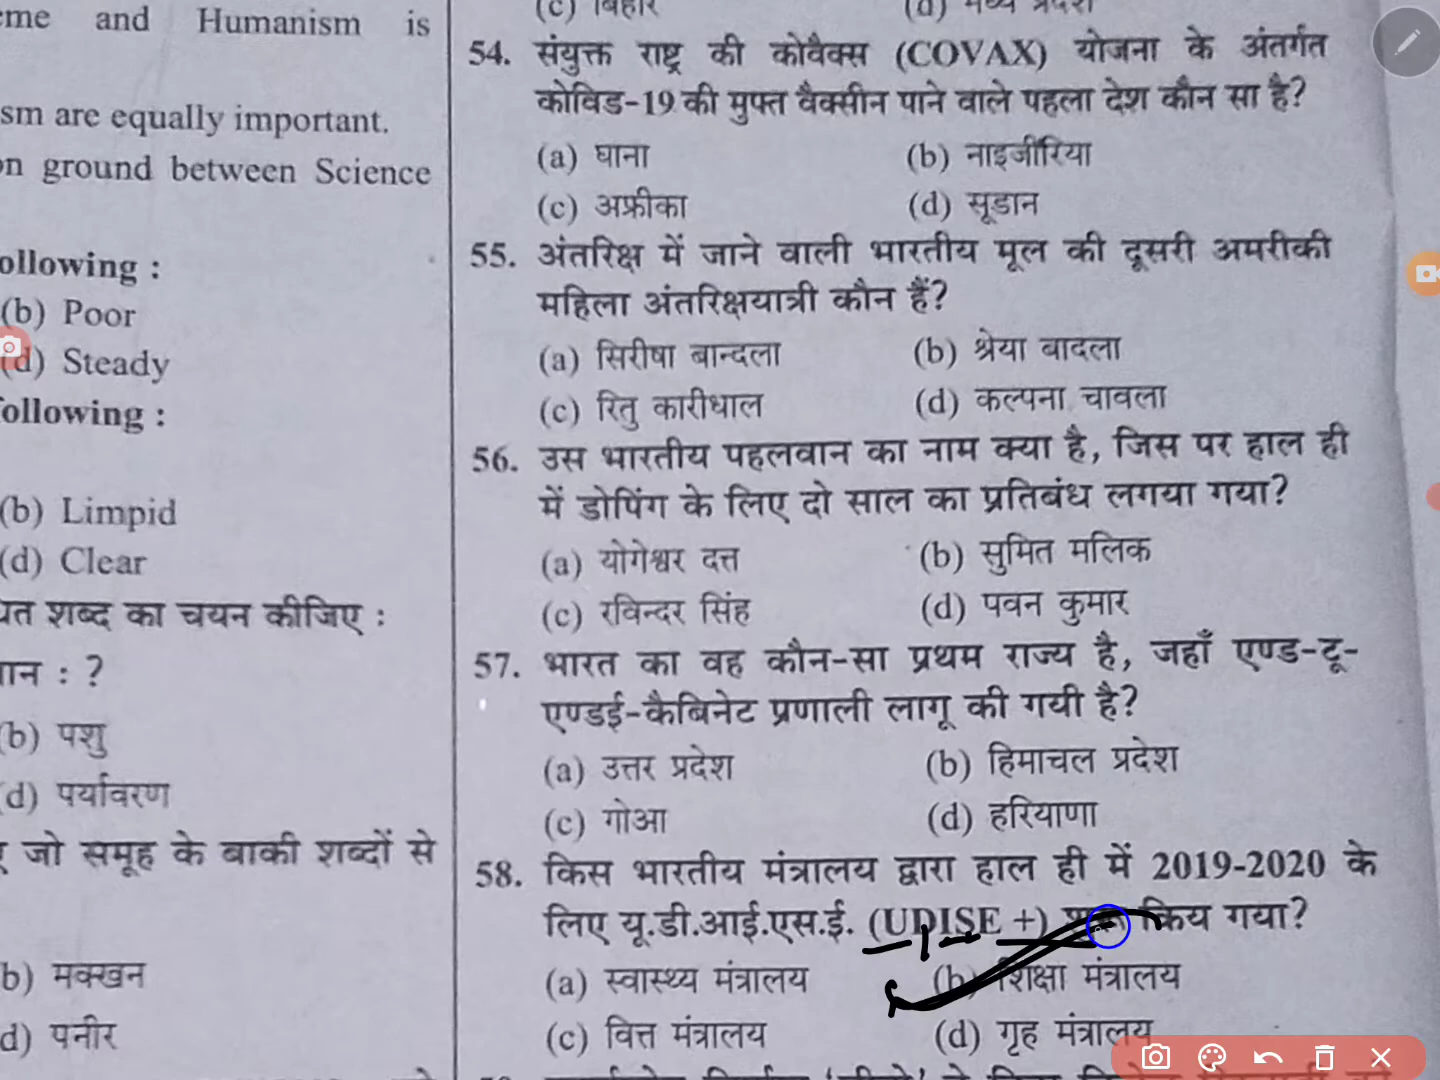 eme and Humanism is
sm are equally important.
on ground between Science
ollowing :
(b) Poor
(d) Steady
ollowing :
(b) Limpid
(d) Clear
शब्द का चयन कीजिए :
: ?
(b) पशु
(d) पर्यावरण
जो समूह के बाकी शब्दों से
b) मक्खन
d) पनीर
(c) बिहार (d) मध्य प्रदेश
54. संयुक्त राष्ट्र की कोवैक्स (COVAX) योजना के अंतर्गत
कोविड-19 की मुफ्त वैक्सीन पाने वाले पहला देश कौन सा है?
(a) घाना (b) नाइजीरिया
(c) अफ्रीका (d) सूडान
55. अंतरिक्ष में जाने वाली भारतीय मूल की दूसरी अमरीकी
महिला अंतरिक्षयात्री कौन हैं?
(a) सिरीषा बान्दला (b) श्रेया बादला
(c) रितु कारीधाल (d) कल्पना चावला
56. उस भारतीय पहलवान का नाम क्या है, जिस पर हाल ही
में डोपिंग के लिए दो साल का प्रतिबंध लगया गया?
(a) योगेश्वर दत्त (b) सुमित मलिक
(c) रविन्दर सिंह (d) पवन कुमार
57. भारत का वह कौन-सा प्रथम राज्य है, जहाँ एण्ड-टू-
एण्डई-कैबिनेट प्रणाली लागू की गयी है?
(a) उत्तर प्रदेश (b) हिमाचल प्रदेश
(c) गोआ (d) हरियाणा
58. किस भारतीय मंत्रालय द्वारा हाल ही में 2019-2020 के
लिए यू.डी.आई.एस.ई. (UDISE +) किय गया?
(a) स्वास्थ्य मंत्रालय (b) शिक्षा मंत्रालय
(c) वित्त मंत्रालय (d) गृह मंत्रालय